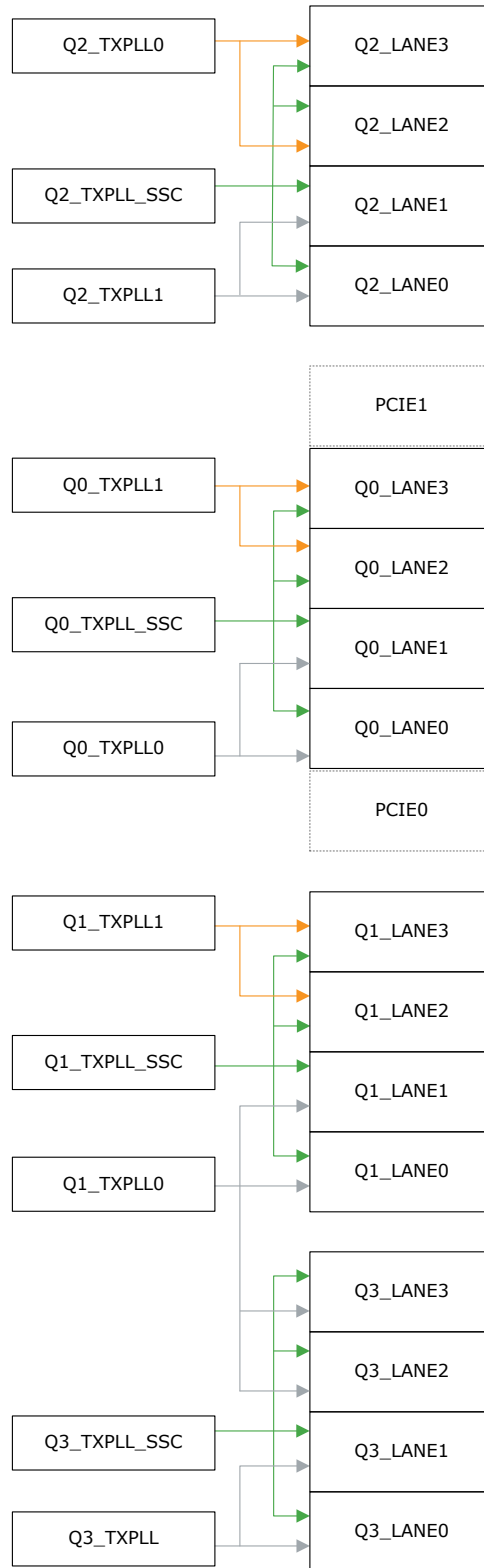 Q2_TXPLL0
Q2_LANE3
Q2_LANE2
Q2_TXPLL_SSC
Q2_LANE1
Q2_TXPLL1
Q2_LANE0
PCIE1
Q0_TXPLL1
Q0_LANE3
Q0_LANE2
Q0_TXPLL_SSC
Q0_LANE1
Q0_TXPLL0
Q0_LANE0
PCIE0
Q1_TXPLL1
Q1_LANE3
Q1_LANE2
Q1_TXPLL_SSC
Q1_LANE1
Q1_TXPLL0
Q1_LANE0
Q3_LANE3
Q3_LANE2
Q3_TXPLL_SSC
Q3_LANE1
Q3_TXPLL
Q3_LANE0